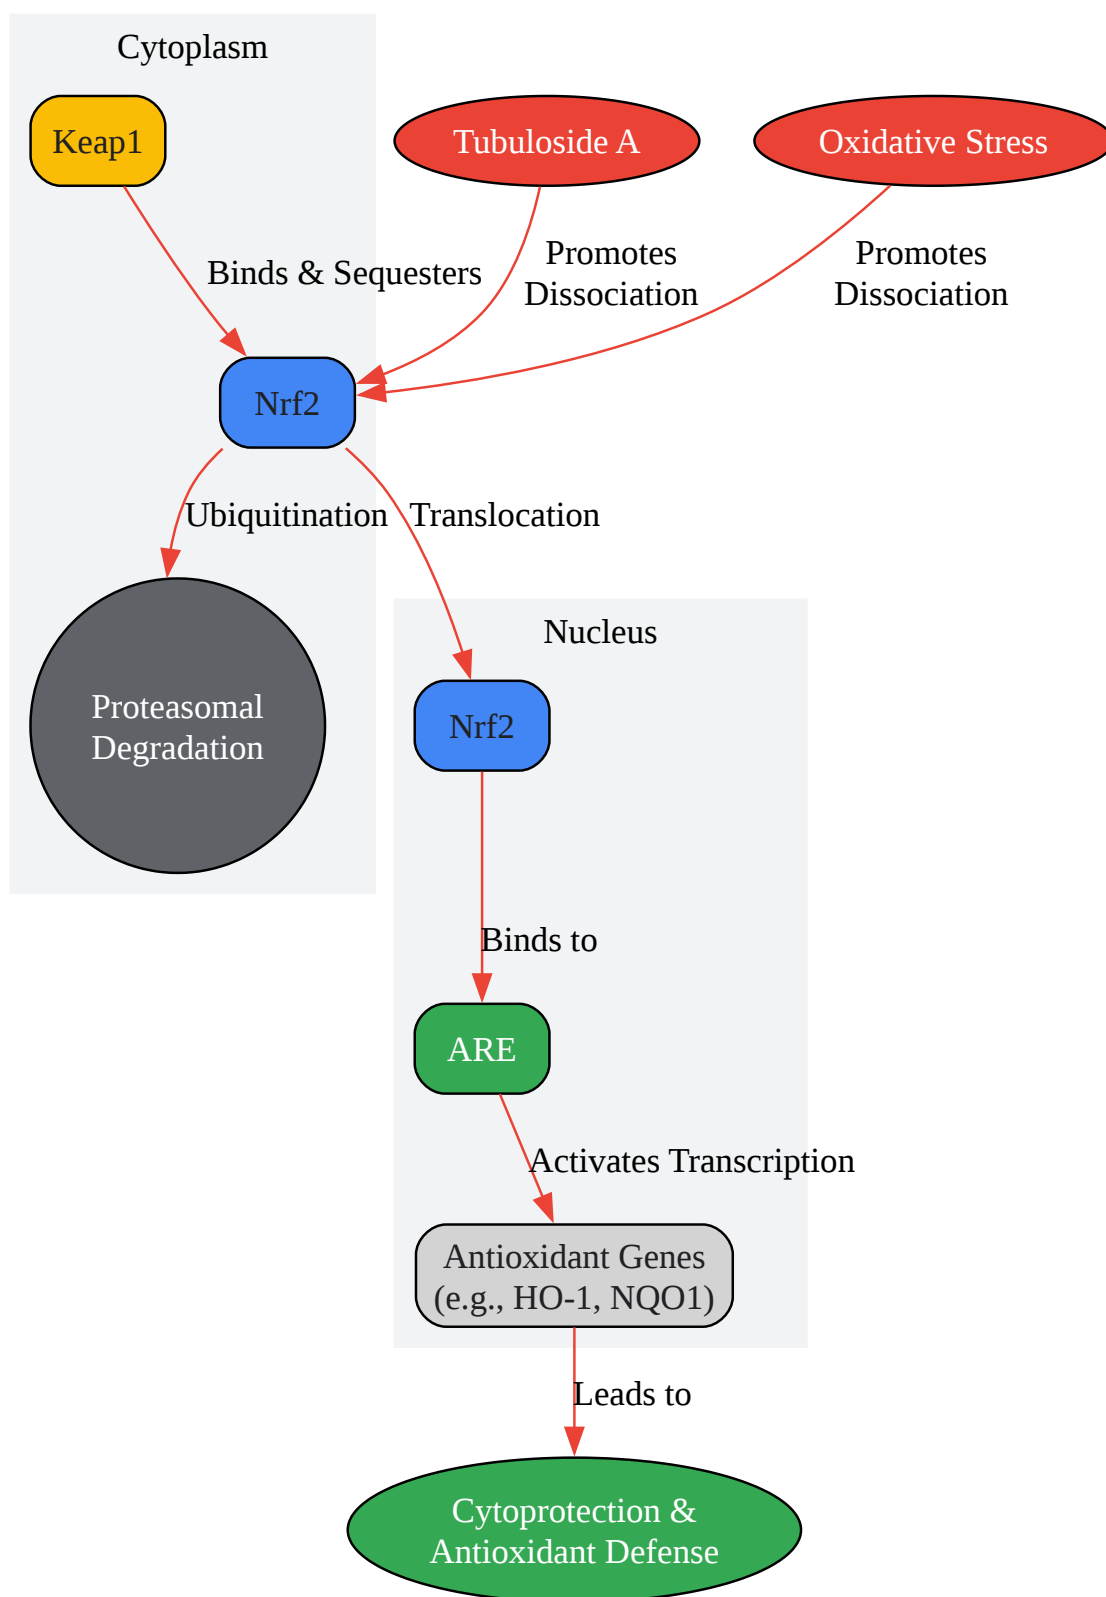 Cytoplasm
Keap1
Tubuloside A
Oxidative Stress
Binds & Sequesters
Promotes
Dissociation
Promotes
Dissociation
Nrf2
Ubiquitination
Translocation
Nucleus
Proteasomal
Degradation
Nrf2
Binds to
ARE
Activates Transcription
Antioxidant Genes
(e.g., HO-1, NQO1)
Leads to
Cytoprotection &
Antioxidant Defense